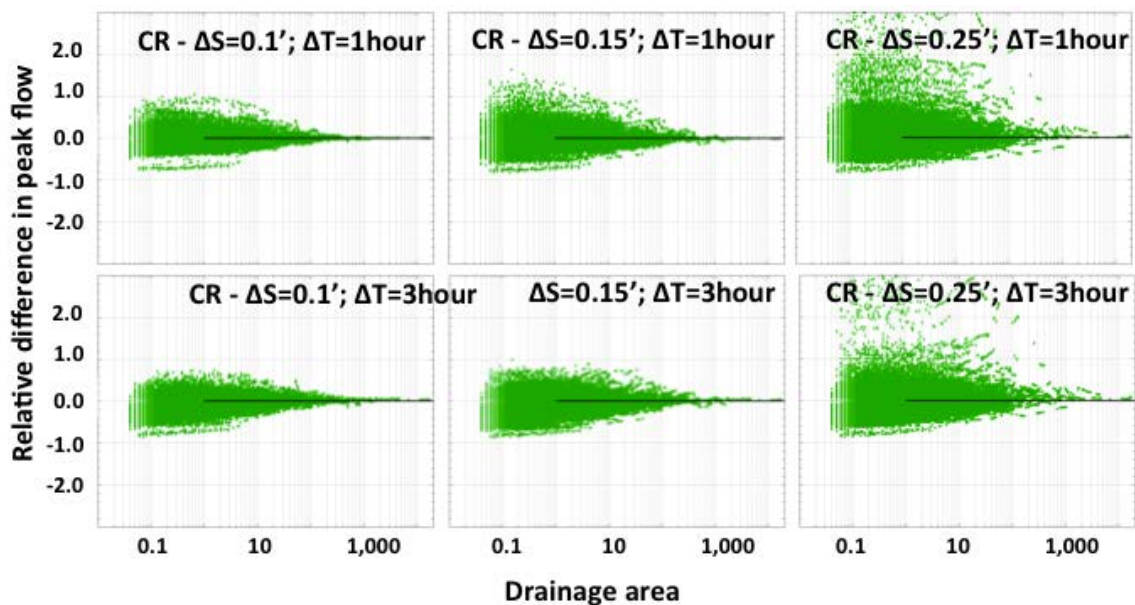 Relative difference in peak flow
CR - ΔS=0.1’; ΔT=1hour
CR - ΔS=0.15’; ΔT=1hour
CR - ΔS=0.25’; ΔT=1hour
2.0
1.0
0.0
-1.0
-2.0
CR - ΔS=0.1’; ΔT=3hour
ΔS=0.15’; ΔT=3hour
CR - ΔS=0.25’; ΔT=3hour
2.0
1.0
0.0
-1.0
-2.0
0.1 10 1,000
0.1 10 1,000
0.1 10 1,000
Drainage area